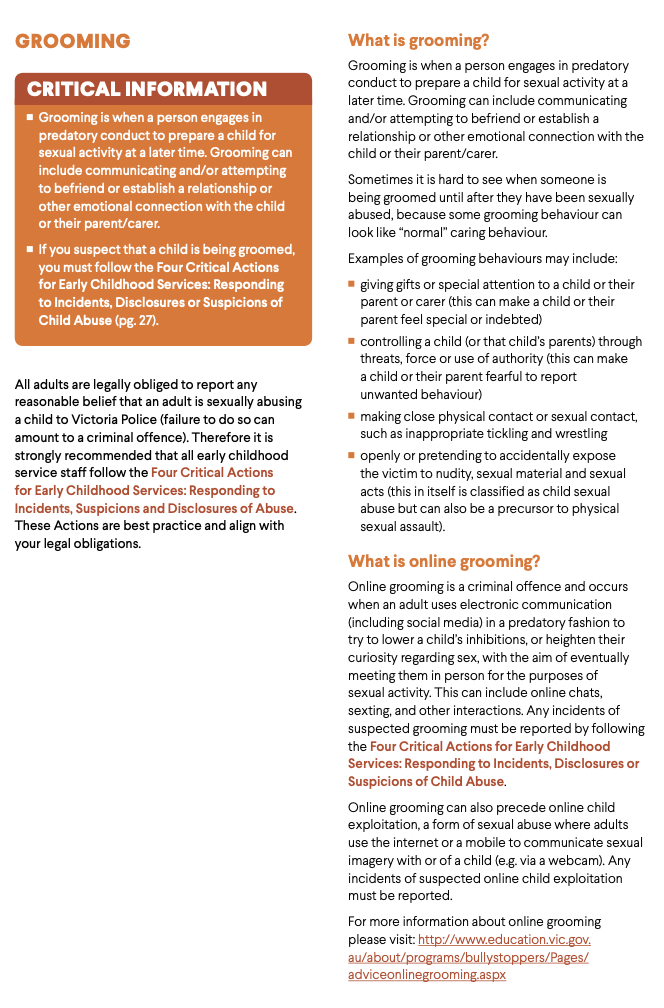 GROOMING
CRITICAL INFORMATION
■ Grooming is when a person engages in
predatory conduct to prepare a child for
sexual activity at a later time. Grooming can
include communicating and/or attempting
to befriend or establish a relationship or
other emotional connection with the child
or their parent/carer.
■ If you suspect that a child is being groomed,
you must follow the Four Critical Actions
for Early Childhood Services: Responding
to Incidents, Disclosures or Suspicions of
Child Abuse (pg. 27).
All adults are legally obliged to report any
reasonable belief that an adult is sexually abusing
a child to Victoria Police (failure to do so can
amount to a criminal offence). Therefore it is
strongly recommended that all early childhood
service staff follow the Four Critical Actions
for Early Childhood Services: Responding to
Incidents, Suspicions and Disclosures of Abuse.
These Actions are best practice and align with
your legal obligations.
What is grooming?
Grooming is when a person engages in predatory
conduct to prepare a child for sexual activity at a
later time. Grooming can include communicating
and/or attempting to befriend or establish a
relationship or other emotional connection with the
child or their parent/carer.
Sometimes it is hard to see when someone is
being groomed until after they have been sexually
abused, because some grooming behaviour can
look like “normal” caring behaviour.
Examples of grooming behaviours may include:
■ giving gifts or special attention to a child or their
parent or carer (this can make a child or their
parent feel special or indebted)
■ controlling a child (or that child’s parents) through
threats, force or use of authority (this can make
a child or their parent fearful to report
unwanted behaviour)
■ making close physical contact or sexual contact,
such as inappropriate tickling and wrestling
■ openly or pretending to accidentally expose
the victim to nudity, sexual material and sexual
acts (this in itself is classified as child sexual
abuse but can also be a precursor to physical
sexual assault).
What is online grooming?
Online grooming is a criminal offence and occurs
when an adult uses electronic communication
(including social media) in a predatory fashion to
try to lower a child’s inhibitions, or heighten their
curiosity regarding sex, with the aim of eventually
meeting them in person for the purposes of
sexual activity. This can include online chats,
sexting, and other interactions. Any incidents of
suspected grooming must be reported by following
the Four Critical Actions for Early Childhood
Services: Responding to Incidents, Disclosures or
Suspicions of Child Abuse.
Online grooming can also precede online child
exploitation, a form of sexual abuse where adults
use the internet or a mobile to communicate sexual
imagery with or of a child (e.g. via a webcam). Any
incidents of suspected online child exploitation
must be reported.
For more information about online grooming
please visit: http://www.education.vic.gov.
au/about/programs/bullystoppers/Pages/
adviceonlinegrooming.aspx